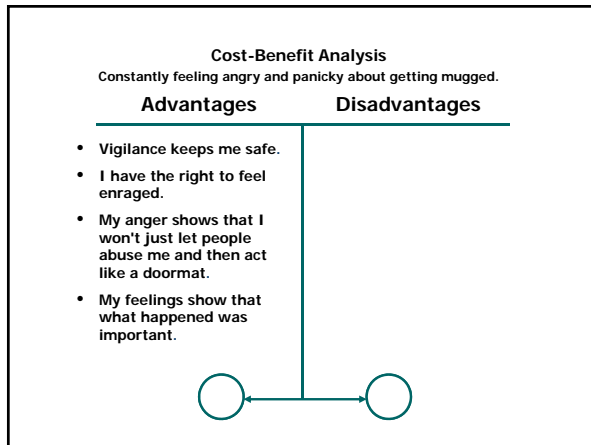 Cost-Benefit Analysis
Constantly feeling angry and panicky about getting mugged.
Advantages
Disadvantages
• Vigilance keeps me safe.
• I have the right to feel
enraged.
• My anger shows that I
won't just let people
abuse me and then act
like a doormat.
• My feelings show that
what happened was
important.